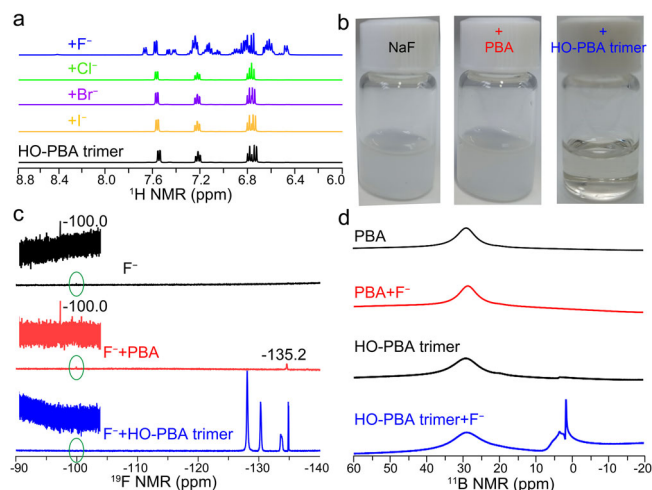 a
+F⁻
+Cl⁻
+Br⁻
+I⁻
HO-PBA trimer
8.8 8.4 8.0 7.6 7.2 6.8 6.4 6.0
¹H NMR (ppm)
b
NaF
+
PBA
+
HO-PBA trimer
c
-100.0
F⁻
-100.0
F⁻+PBA
-135.2
F⁻+HO-PBA trimer
-90 -100 -110 -120 -130 -140
¹⁹F NMR (ppm)
d
PBA
PBA+F⁻
HO-PBA trimer
HO-PBA trimer+F⁻
60 50 40 30 20 10 0 -10 -20
¹¹B NMR (ppm)